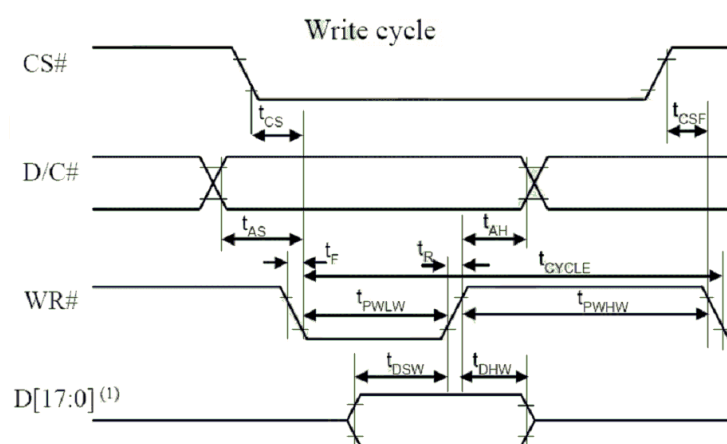 Write cycle
CS#
tCS
tCSF
D/C#
tAS
tAH
tF
tR
tCYCLE
WR#
tPWLW
tPWHW
tDSW
tDHW
D[17:0] (1)